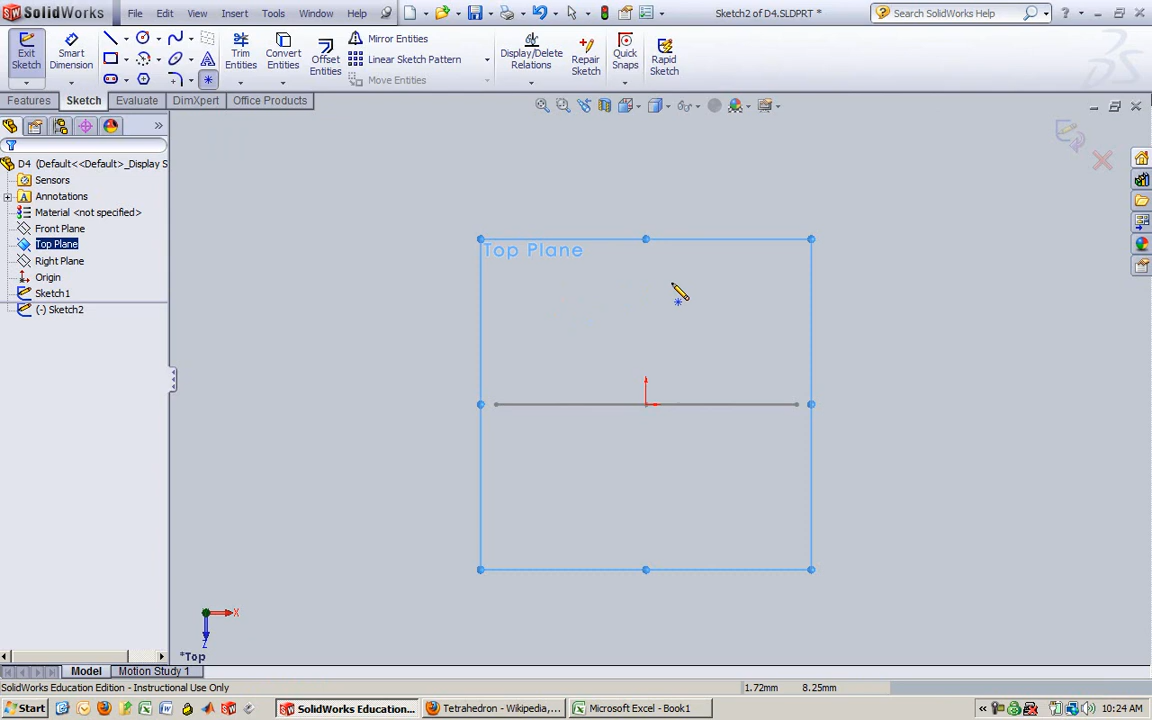 SolidWorks File Edit View Insert Tools Window Help Sketch2 of D4.SLDPRT * Search SolidWorks Help
Exit Sketch Smart Dimension Trim Entities Convert Entities Offset Entities Mirror Entities Linear Sketch Pattern Move Entities Display/Delete Relations Repair Sketch Quick Snaps Rapid Sketch
Features Sketch Evaluate DimXpert Office Products
D4 (Default<<Default>_Display S
Sensors
Annotations
Material <not specified>
Front Plane
Top Plane
Right Plane
Origin
Sketch1
(-) Sketch2
Top Plane
X
Z
*Top
Model Motion Study 1
SolidWorks Education Edition - Instructional Use Only 1.72mm 8.25mm
Start SolidWorks Education... Tetrahedron - Wikipedia,... Microsoft Excel - Book1 10:24 AM